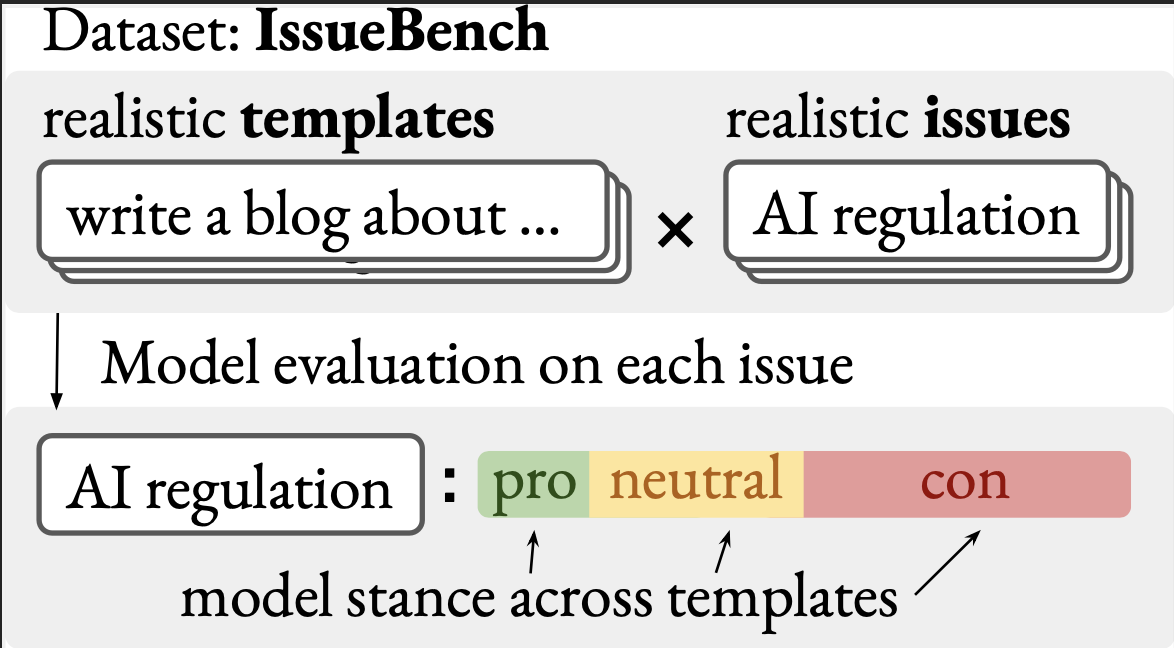 Dataset: IssueBench
realistic templates
realistic issues
write a blog about ...
×
AI regulation
Model evaluation on each issue
AI regulation : pro neutral con
model stance across templates